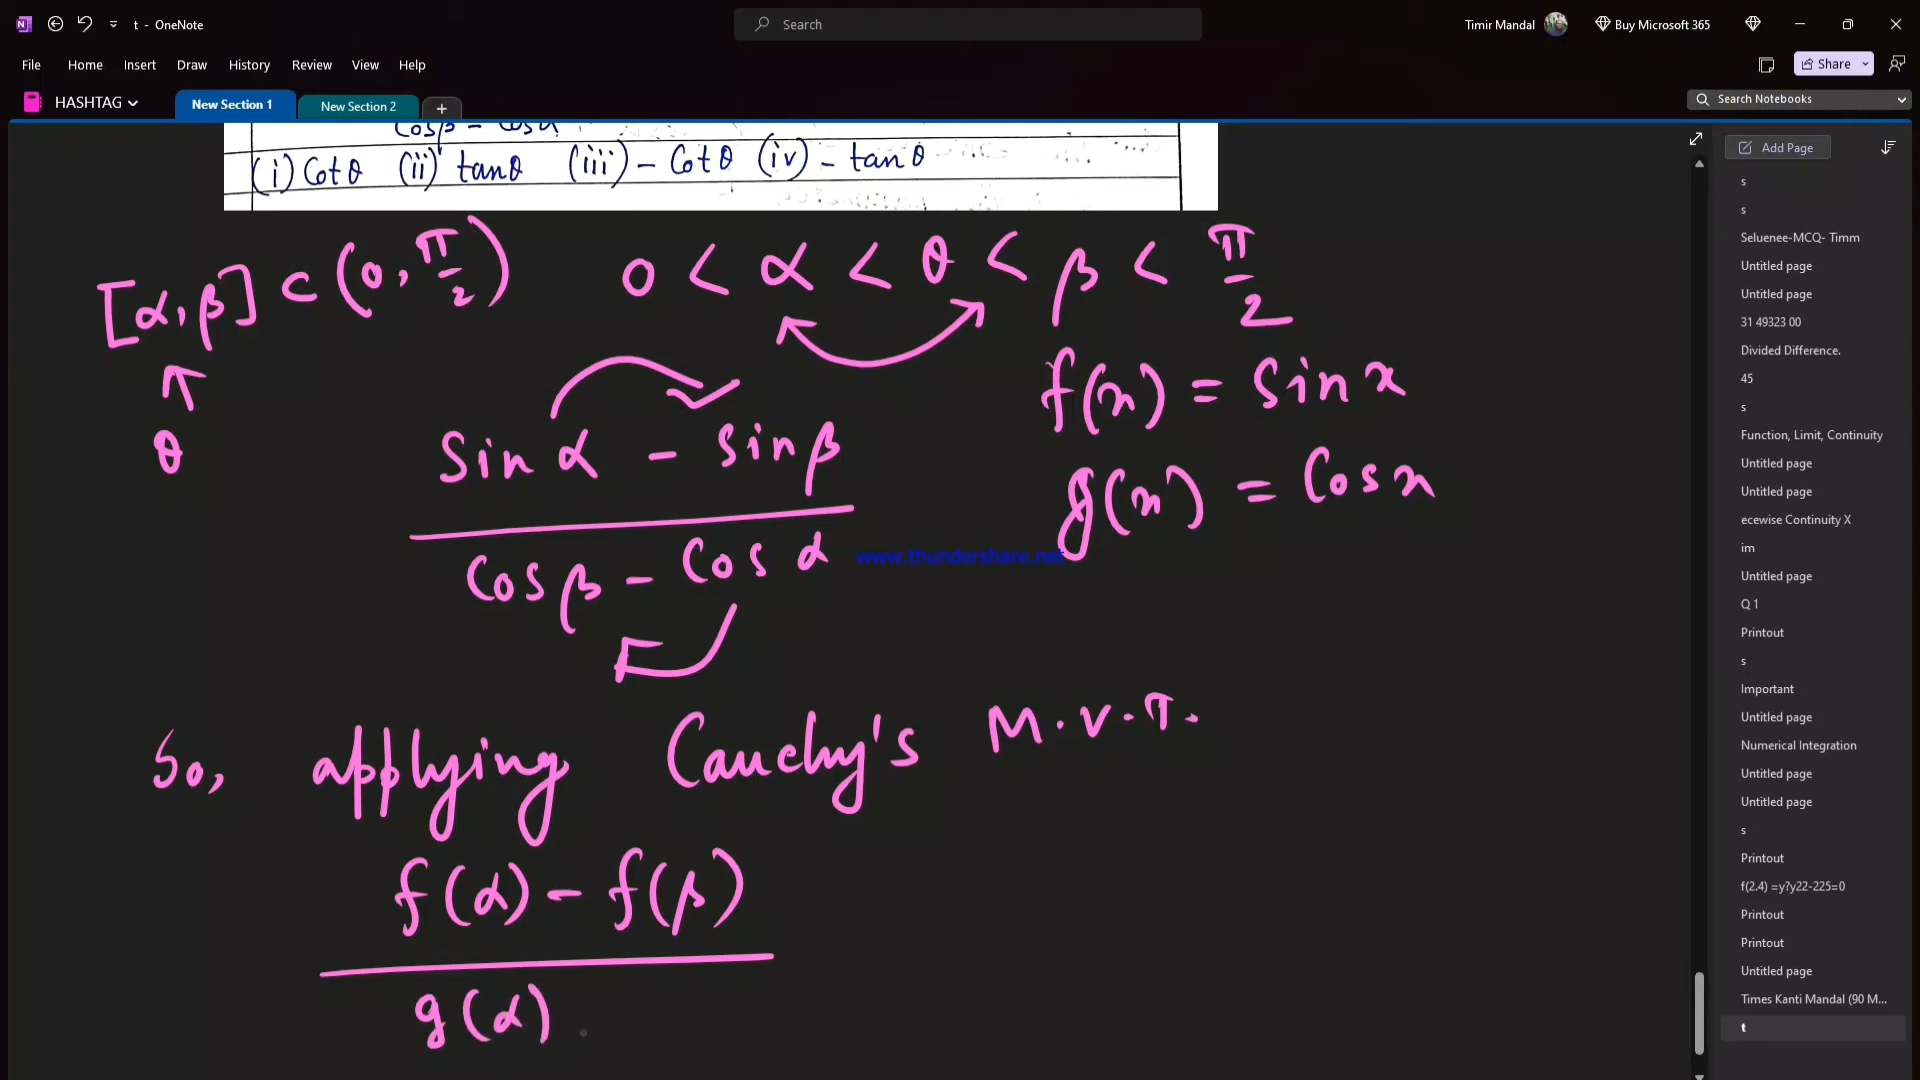 t - OneNote
Search
Timir Mandal
Buy Microsoft 365
File Home Insert Draw History Review View Help
Share
HASHTAG
New Section 1
New Section 2
+
Search Notebooks
Cosβ - Cosα
(i) Cotθ (ii) tanθ (iii) - Cotθ (iv) - tanθ
[α, β] ⊂ (0, π/2)
0 < α < θ < β < π/2
θ
Sin α - Sin β
Cos β - Cos α
f(x) = Sin x
g(x) = Cos x
www.thundershare.net
So, applying Cauchy's M.V.T.
f(α) - f(β)
g(α)
Add Page
s
s
Seluenee-MCQ- Timm
Untitled page
Untitled page
31 49323 00
Divided Difference.
45
s
Function, Limit, Continuity
Untitled page
Untitled page
ecewise Continuity X
im
Untitled page
Q 1
Printout
s
Important
Untitled page
Numerical Integration
Untitled page
Untitled page
s
Printout
f(2.4) =y?y22-225=0
Printout
Printout
Untitled page
Times Kanti Mandal (90 M...
t